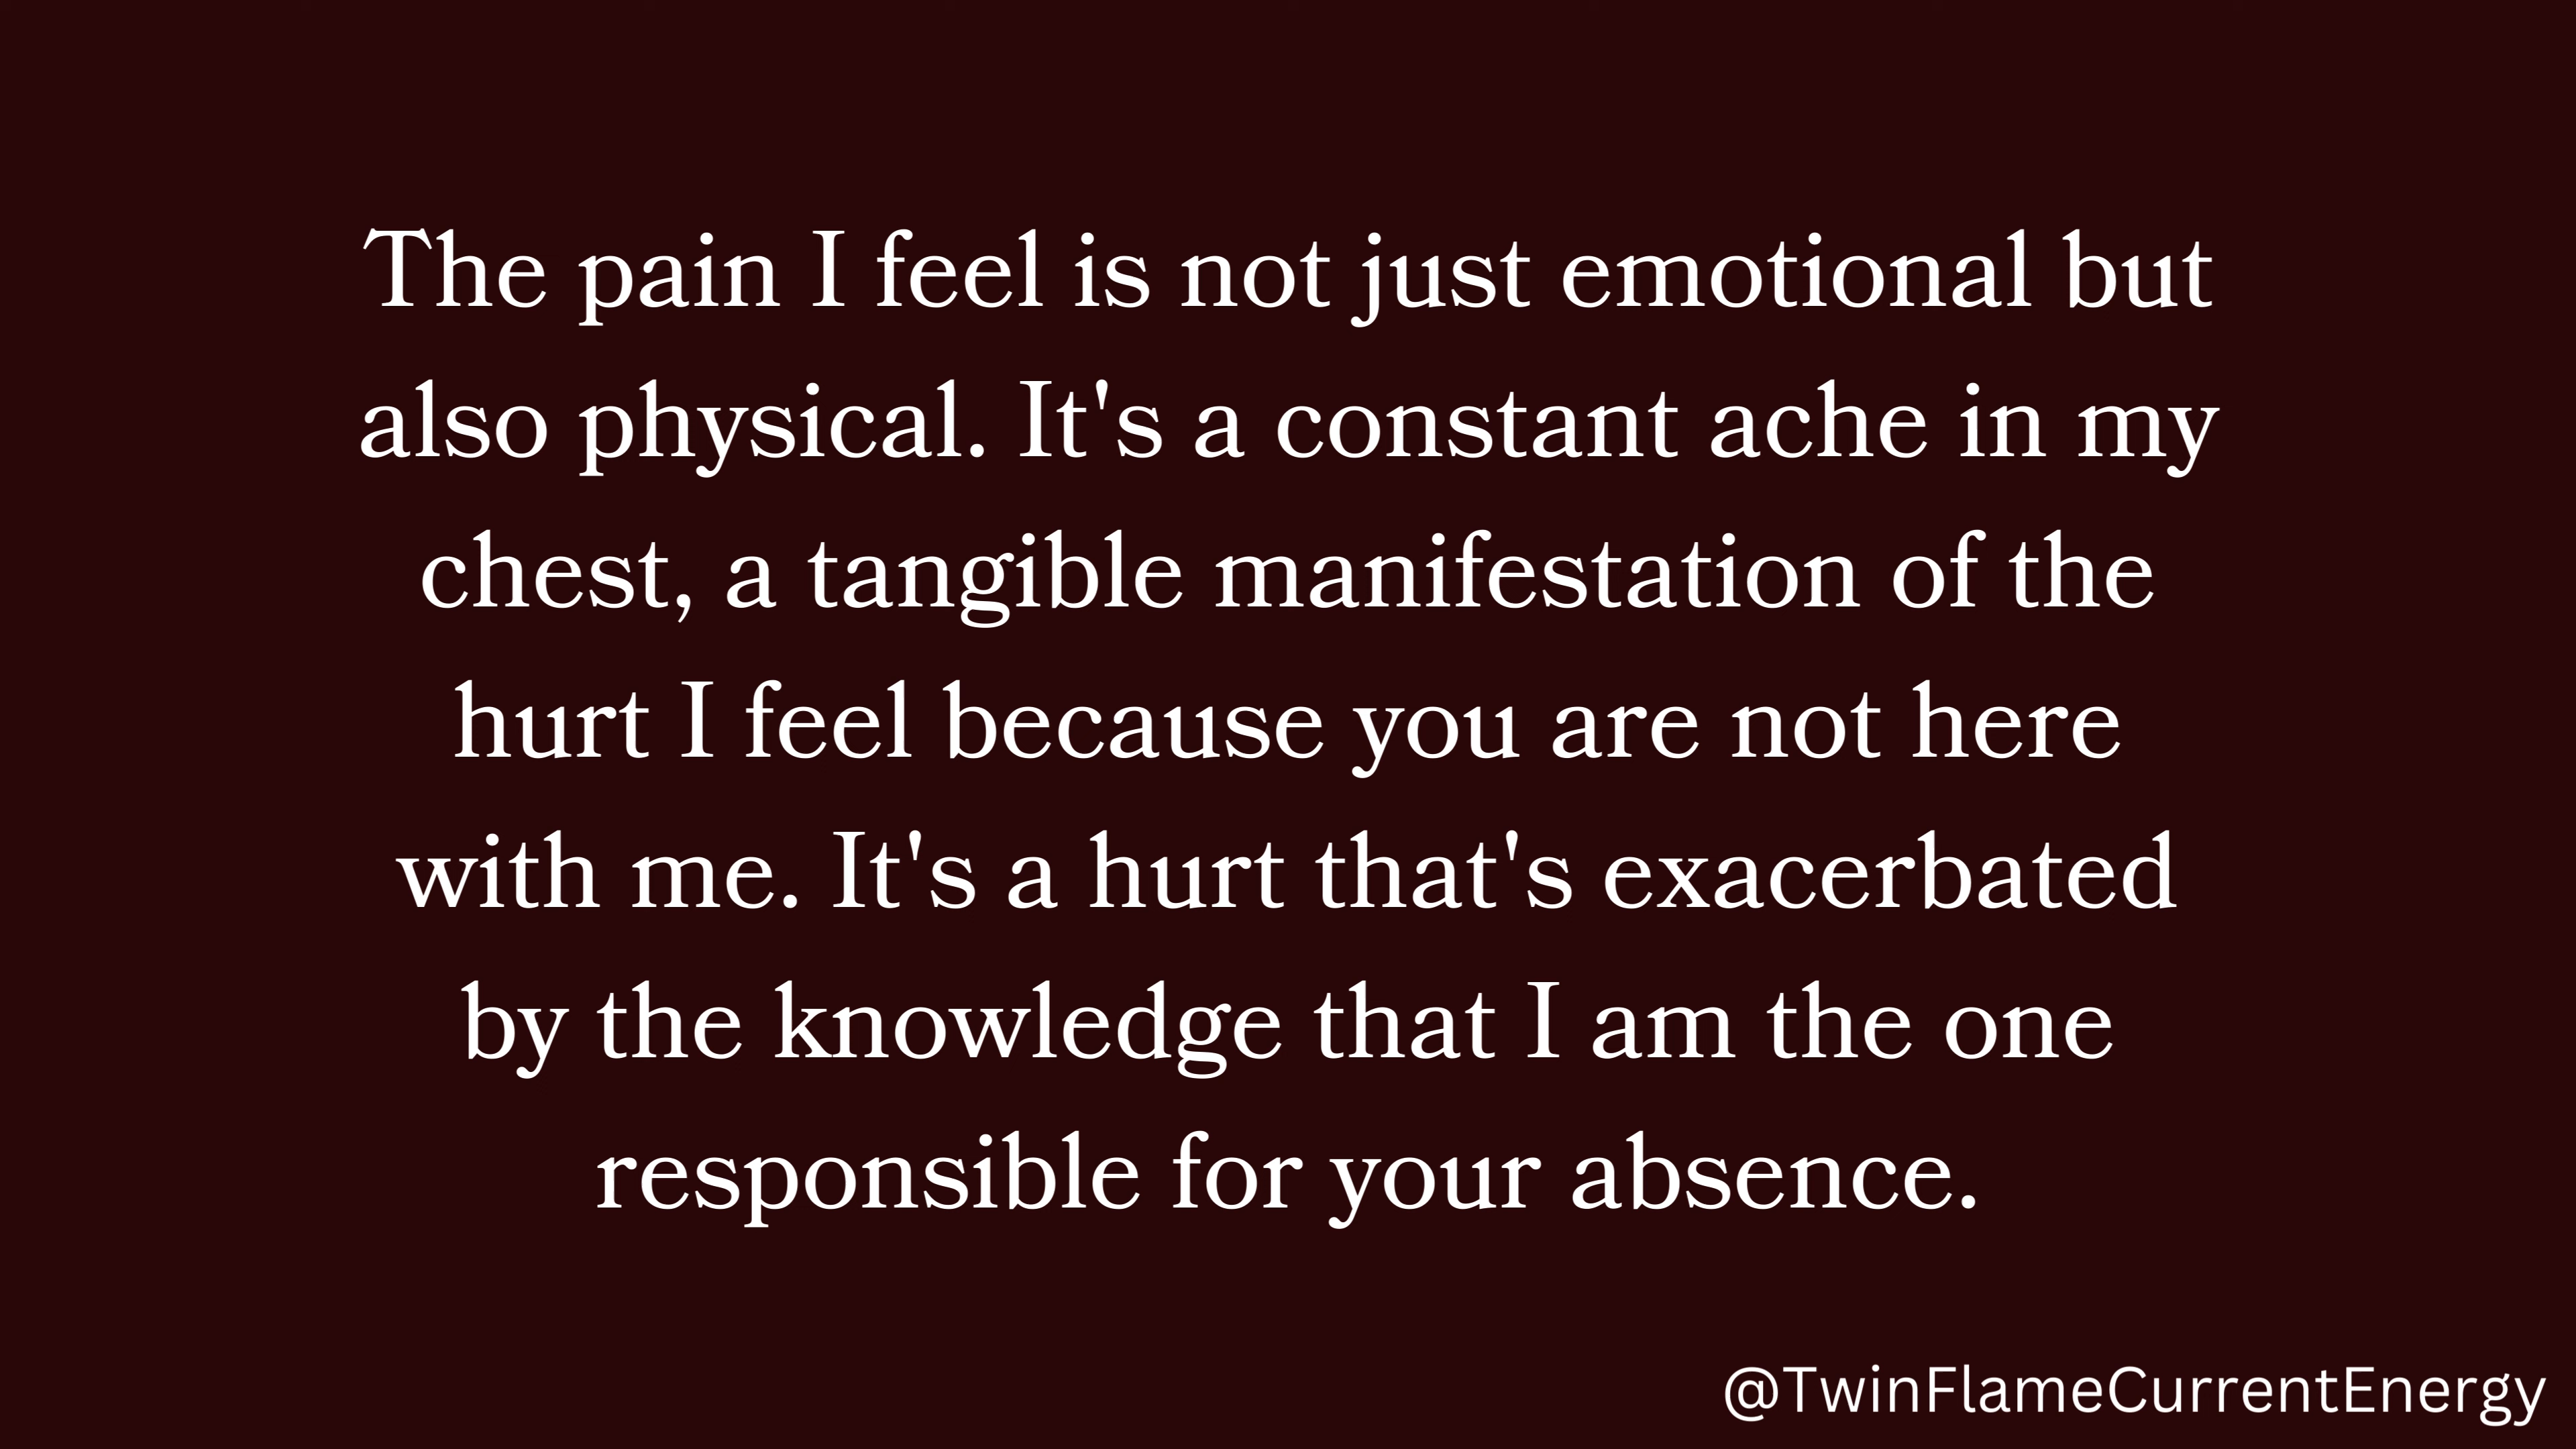 The pain I feel is not just emotional but
also physical. It's a constant ache in my
chest, a tangible manifestation of the
hurt I feel because you are not here
with me. It's a hurt that's exacerbated
by the knowledge that I am the one
responsible for your absence.
@TwinFlameCurrentEnergy